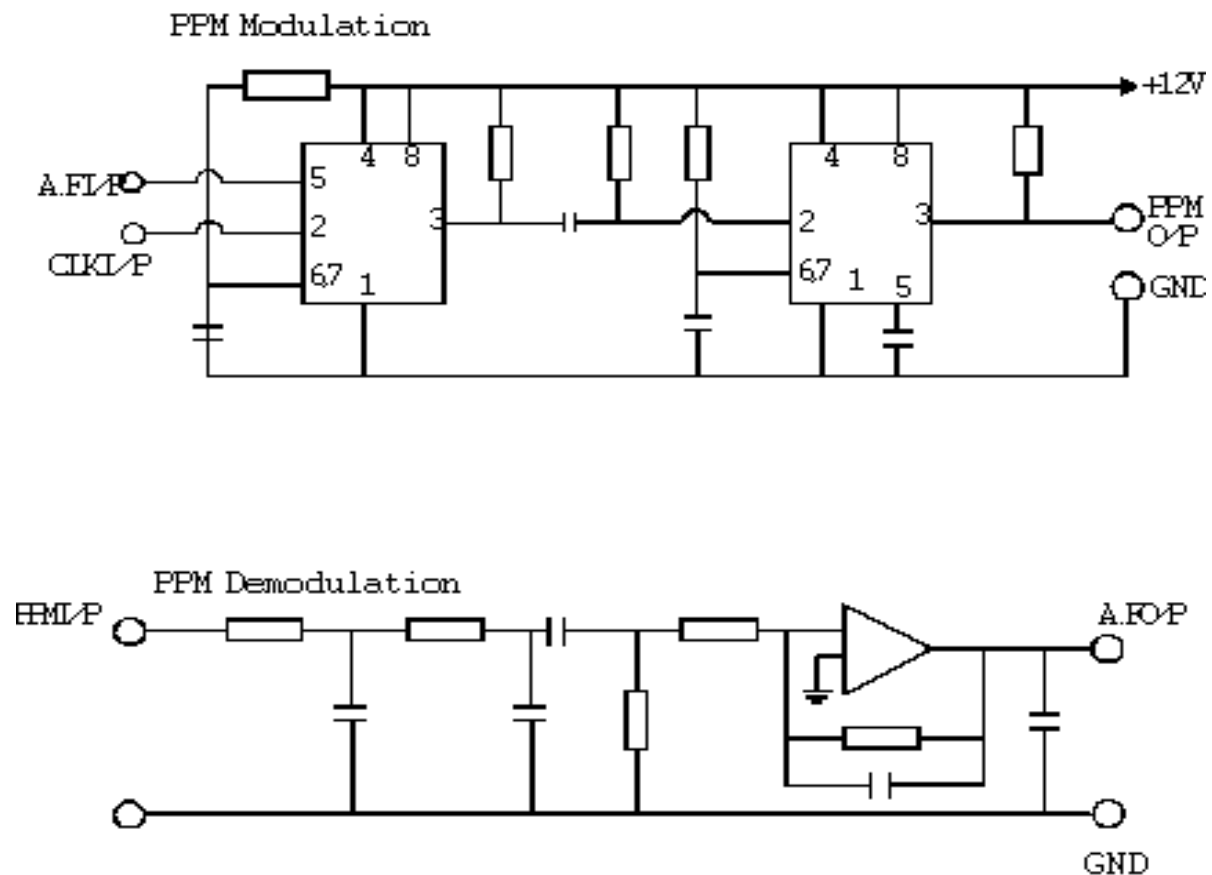 PPM Modulation
+12V
4 8
4 8
A.FI/P
5
2
3
2
3
PPM
O/P
CLKI/P
6,7
1
6,7
1
5
GND
PPM Demodulation
PPMI/P
A.FO/P
GND